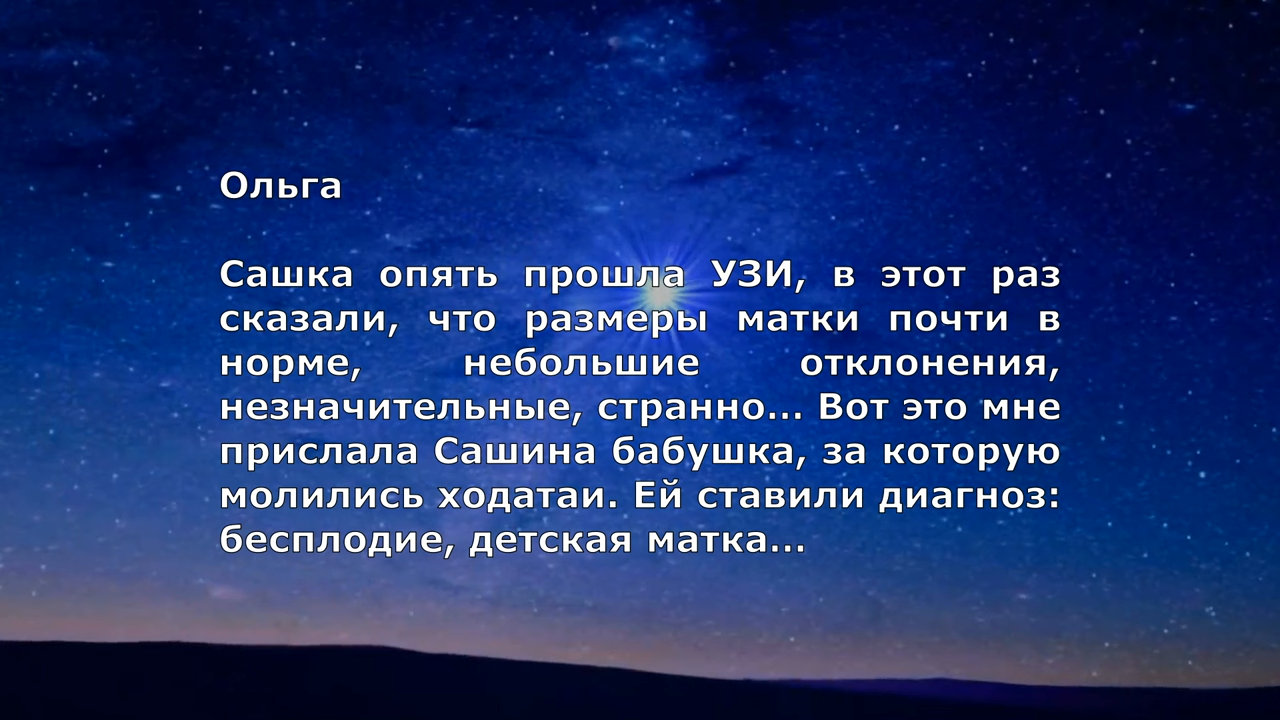 Ольга
Сашка опять прошла УЗИ, в этот раз
сказали, что размеры матки почти в
норме, небольшие отклонения,
незначительные, странно... Вот это мне
прислала Сашина бабушка, за которую
молились ходатаи. Ей ставили диагноз:
бесплодие, детская матка...